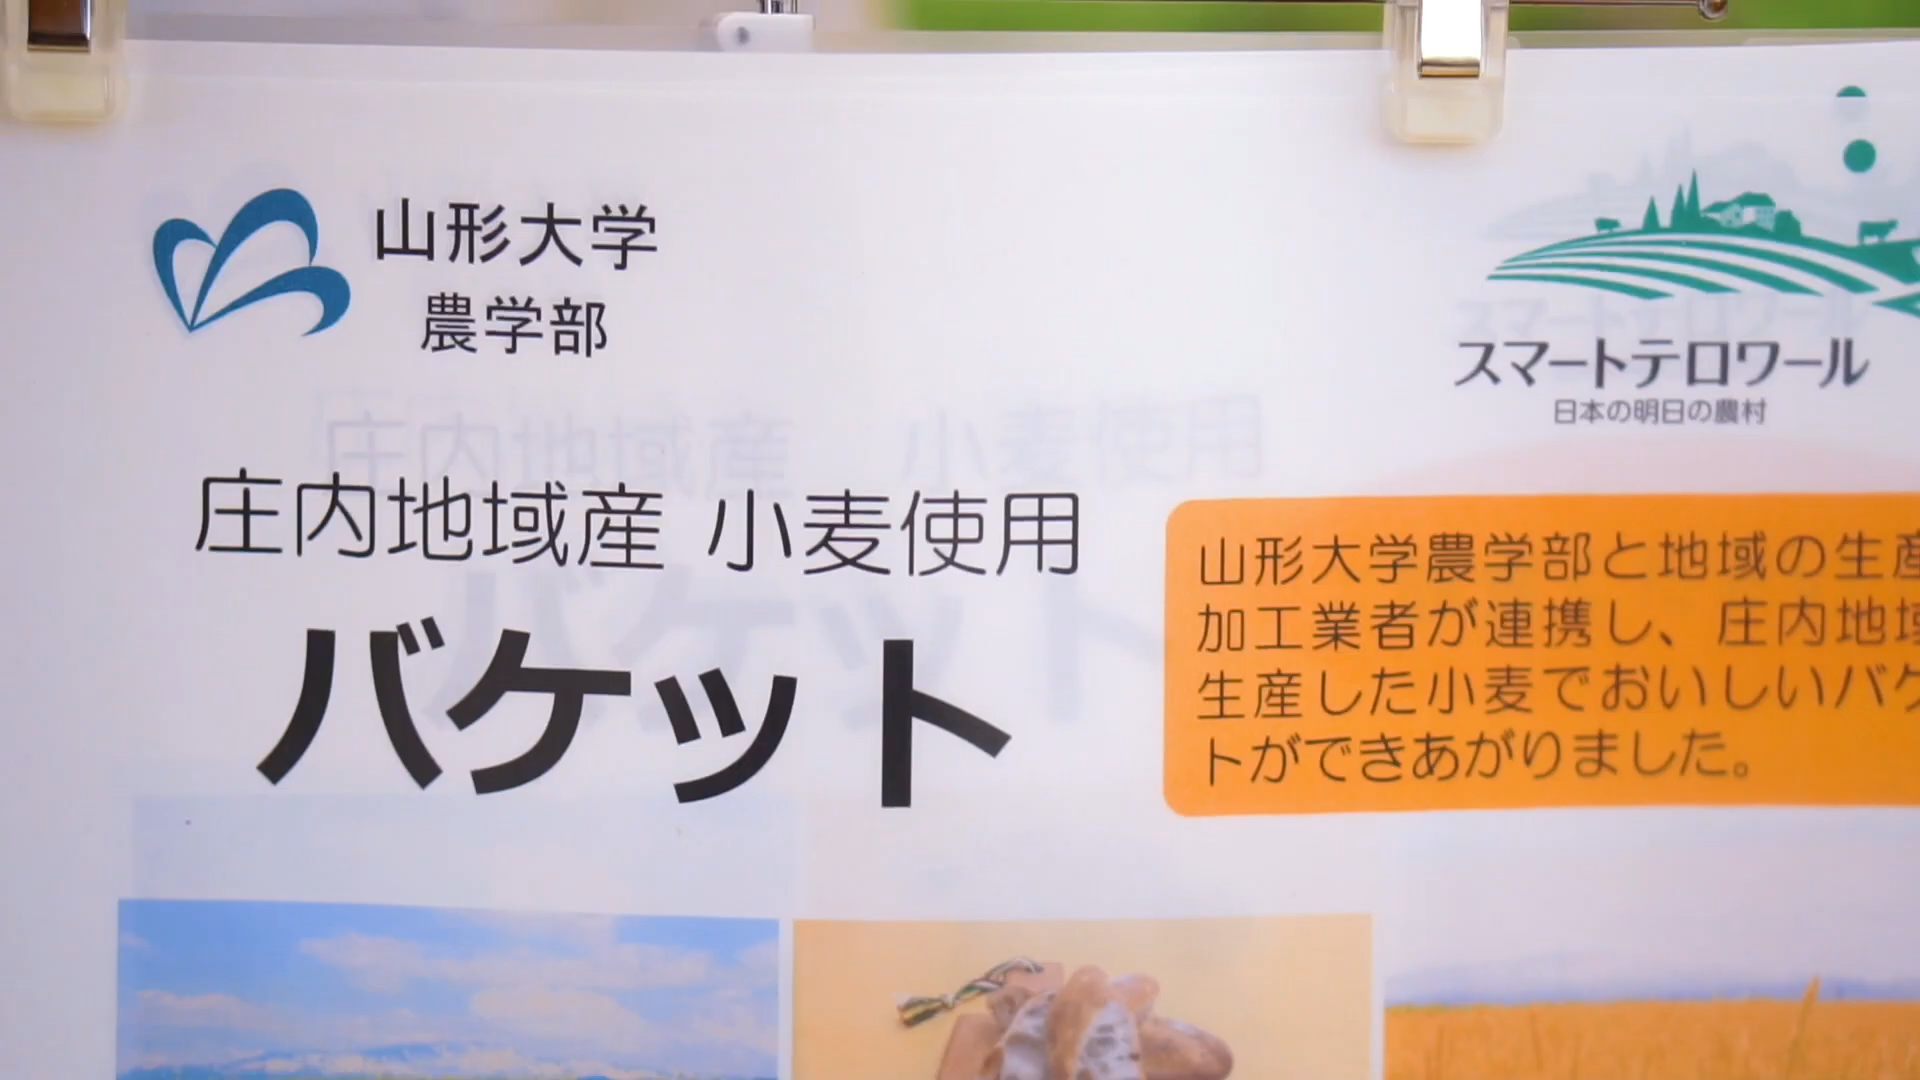 山形大学
農学部
スマートテロワール
日本の明日の農村
庄内地域産 小麦使用
バケット
山形大学農学部と地域の生産
加工業者が連携し、庄内地域
生産した小麦でおいしいバケ
トができあがりました。